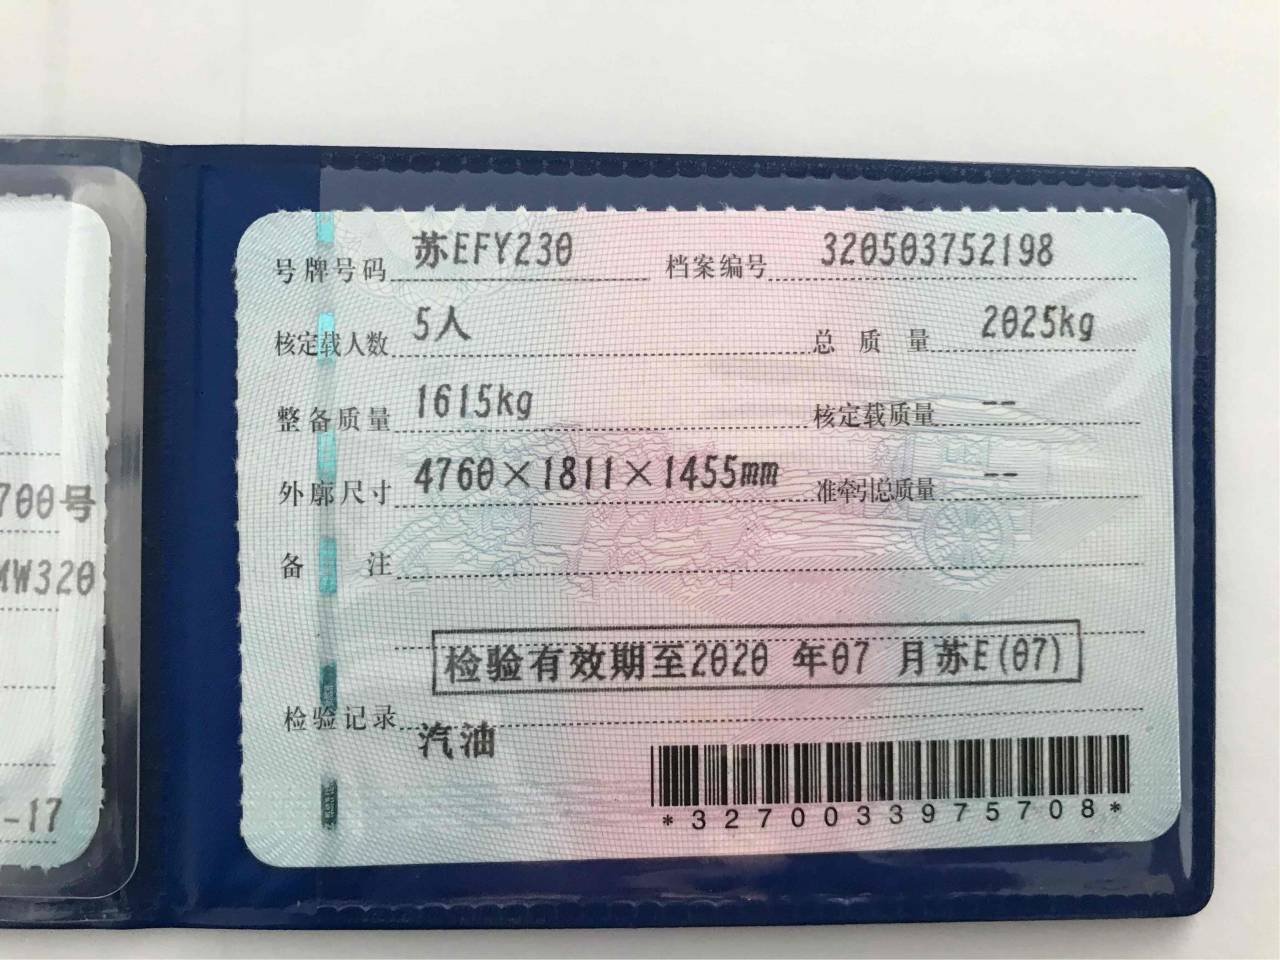 号牌号码 苏EFY230 档案编号 320503752198
核定载人数 5人 总质量 2025kg
整备质量 1615kg 核定载质量 --
外廓尺寸 4760×1811×1455mm 准牵引总质量 --
备注
检验有效期至2020 年07 月苏E(07)
检验记录
汽油
*3270033975708*
700号
MW320
-17